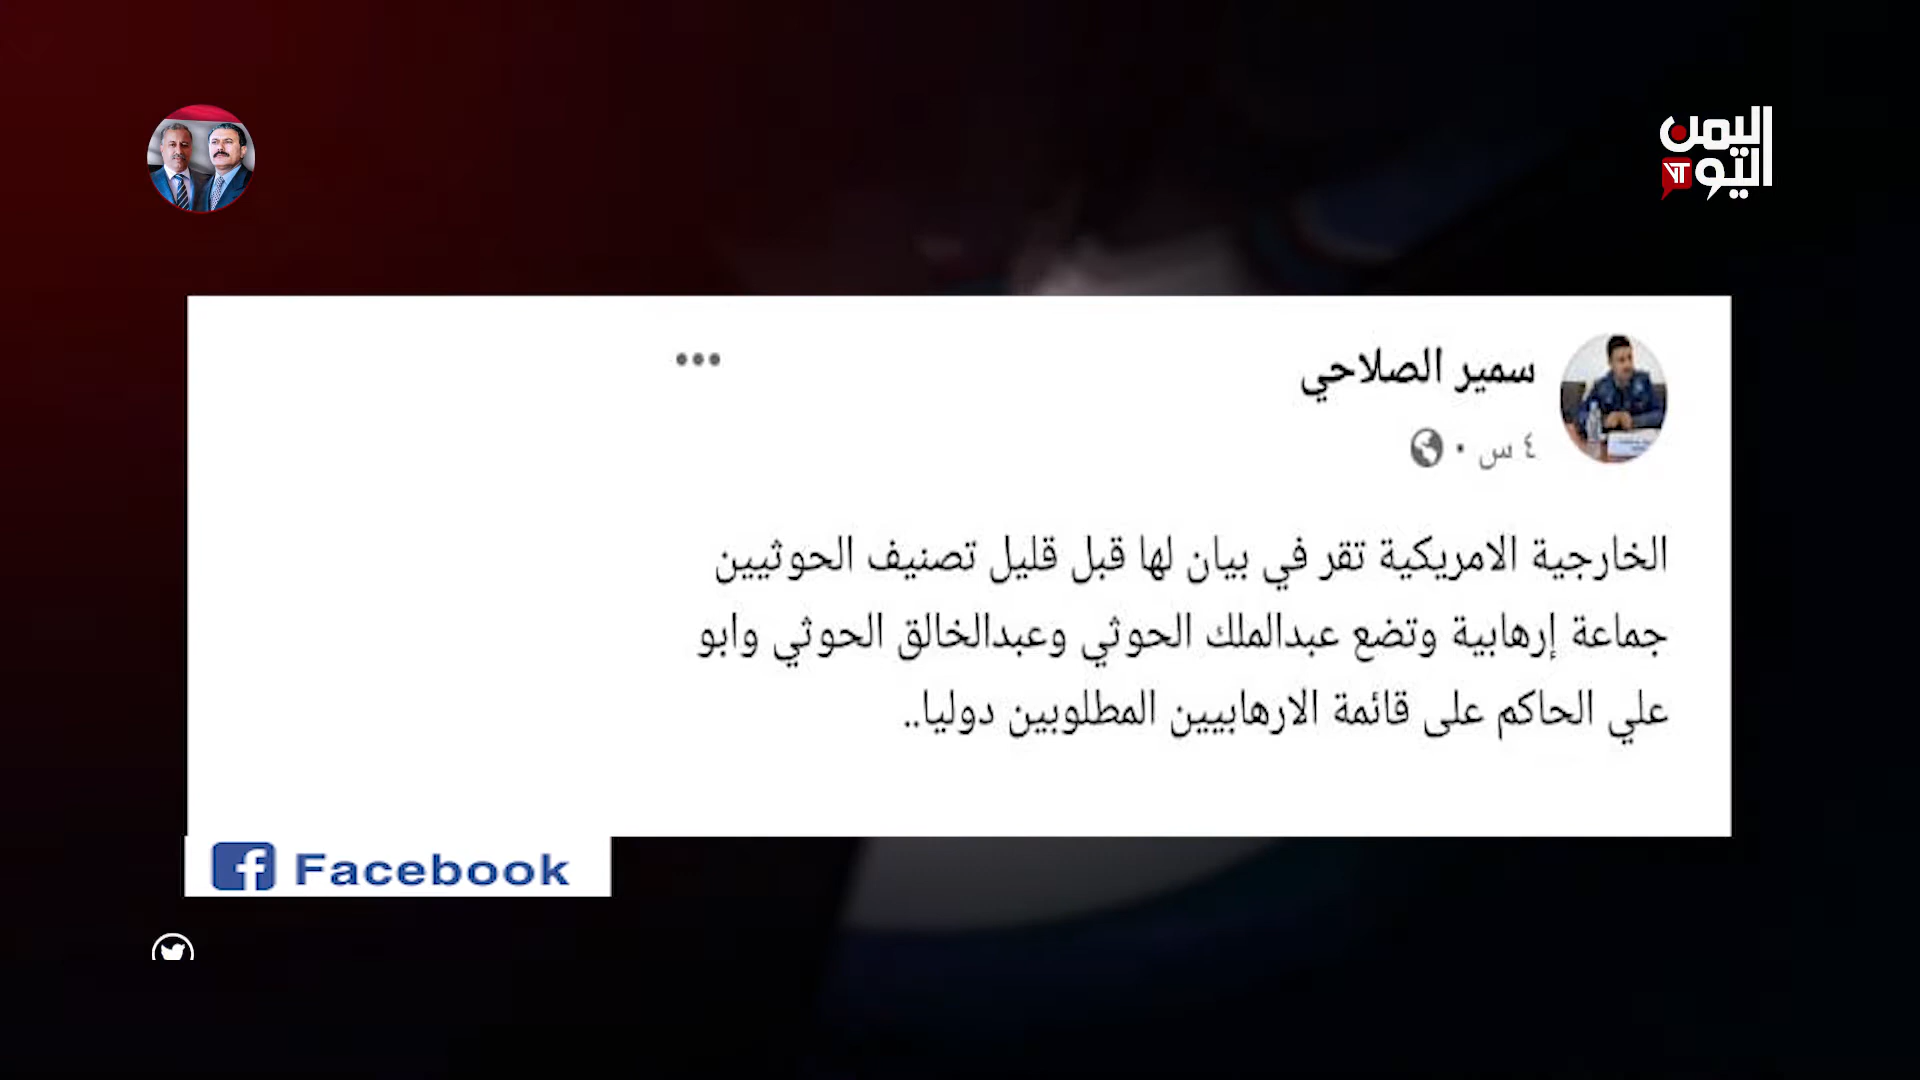 اليمن
اليوم
YT
سمير الصلاحي
٤ س
الخارجية الامريكية تقر في بيان لها قبل قليل تصنيف الحوثيين
جماعة إرهابية وتضع عبدالملك الحوثي وعبدالخالق الحوثي وابو
علي الحاكم على قائمة الارهابيين المطلوبين دوليا..
Facebook